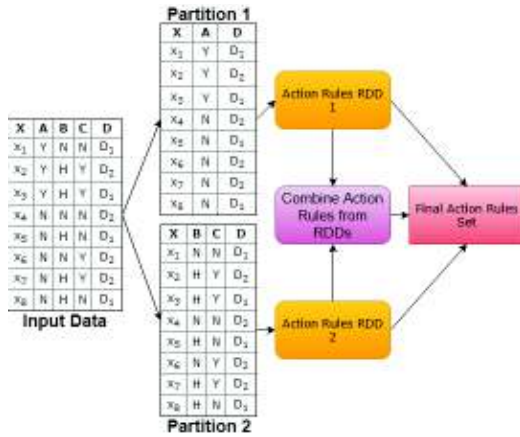 Partition 1
X A D
x₁ Y D₁
x₂ Y D₂
x₃ Y D₁
x₄ N D₂
x₅ N D₁
x₆ N D₂
x₇ N D₂
x₈ N D₁
X A B C D
x₁ Y N N D₁
x₂ Y H Y D₂
x₃ Y H Y D₁
x₄ N N N D₂
x₅ N H N D₁
x₆ N N Y D₂
x₇ N H Y D₂
x₈ N H N D₁
Input Data
X B C D
x₁ N N D₁
x₂ H Y D₂
x₃ H Y D₁
x₄ N N D₂
x₅ H N D₁
x₆ N Y D₂
x₇ H Y D₂
x₈ H N D₁
Partition 2
Action Rules RDD
1
Combine Action
Rules from
RDDs
Final Action Rules
Set
Action Rules RDD
2